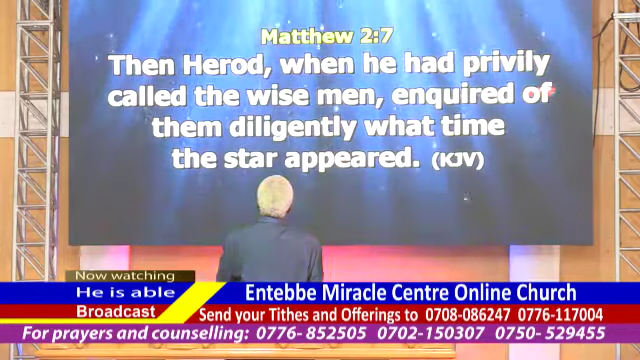 Matthew 2:7
Then Herod, when he had privily
called the wise men, enquired of
them diligently what time
the star appeared. (KJV)
Now watching
He is able
Broadcast
Entebbe Miracle Centre Online Church
Send your Tithes and Offerings to 0708-086247 0776-117004
For prayers and counselling: 0776- 852505 0702-150307 0750- 529455